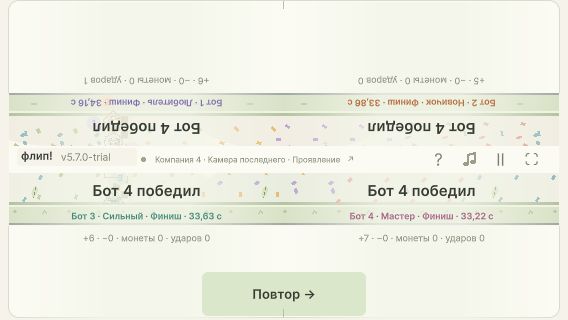 +6 · −0 · монеты 0 · ударов 1
+5 · −0 · монеты 0 · ударов 0
Бот 1 · Любитель · Финиш · 34,16 с
Бот 2 · Новичок · Финиш · 33,86 с
Бот 4 победил
Бот 4 победил
флип! v5.7.0-trial
Компания 4 · Камера последнего · Проявление ↗
?
Бот 4 победил
Бот 4 победил
Бот 3 · Сильный · Финиш · 33,63 с
Бот 4 · Мастер · Финиш · 33,22 с
+6 · −0 · монеты 0 · ударов 0
+7 · −0 · монеты 0 · ударов 0
Повтор →